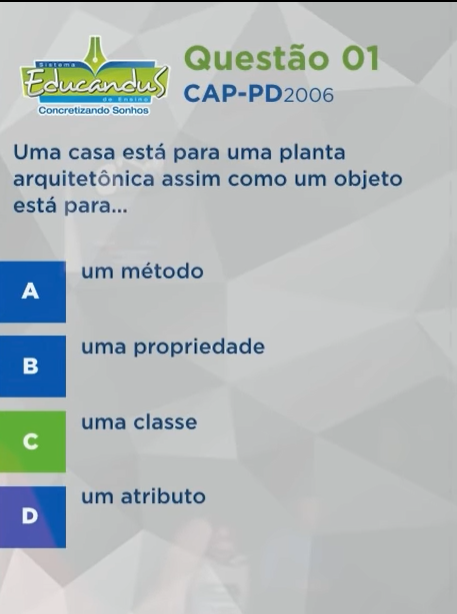 Sistema
Educandus
de Ensino
Concretizando Sonhos
Questão 01
CAP-PD2006
Uma casa está para uma planta
arquitetônica assim como um objeto
está para...
A
um método
B
uma propriedade
C
uma classe
D
um atributo